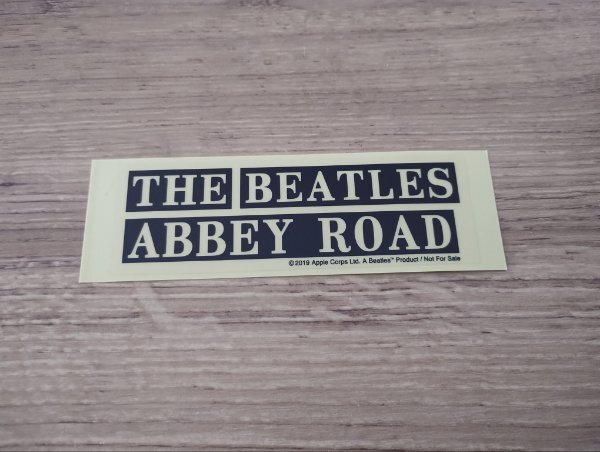 THE BEATLES
ABBEY ROAD
© 2019 Apple Corps Ltd. A Beatles™ Product / Not For Sale